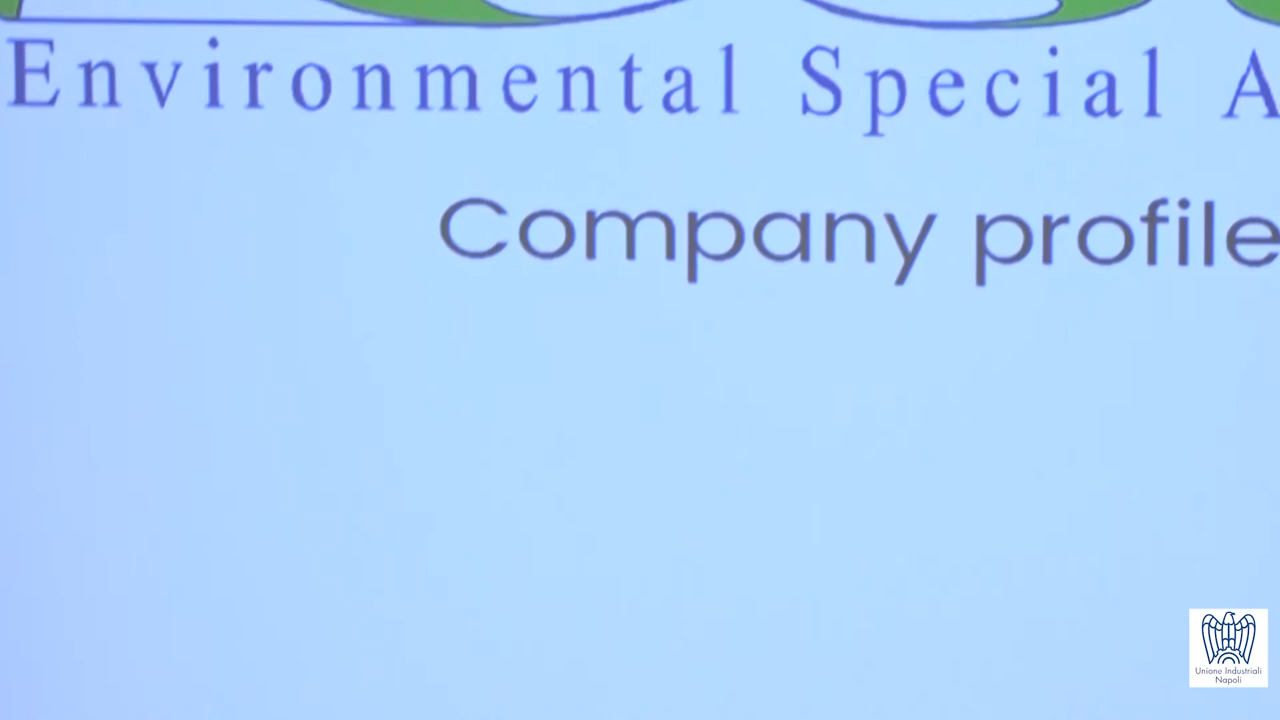 Environmental Special A
Company profile
Unione Industriali
Napoli